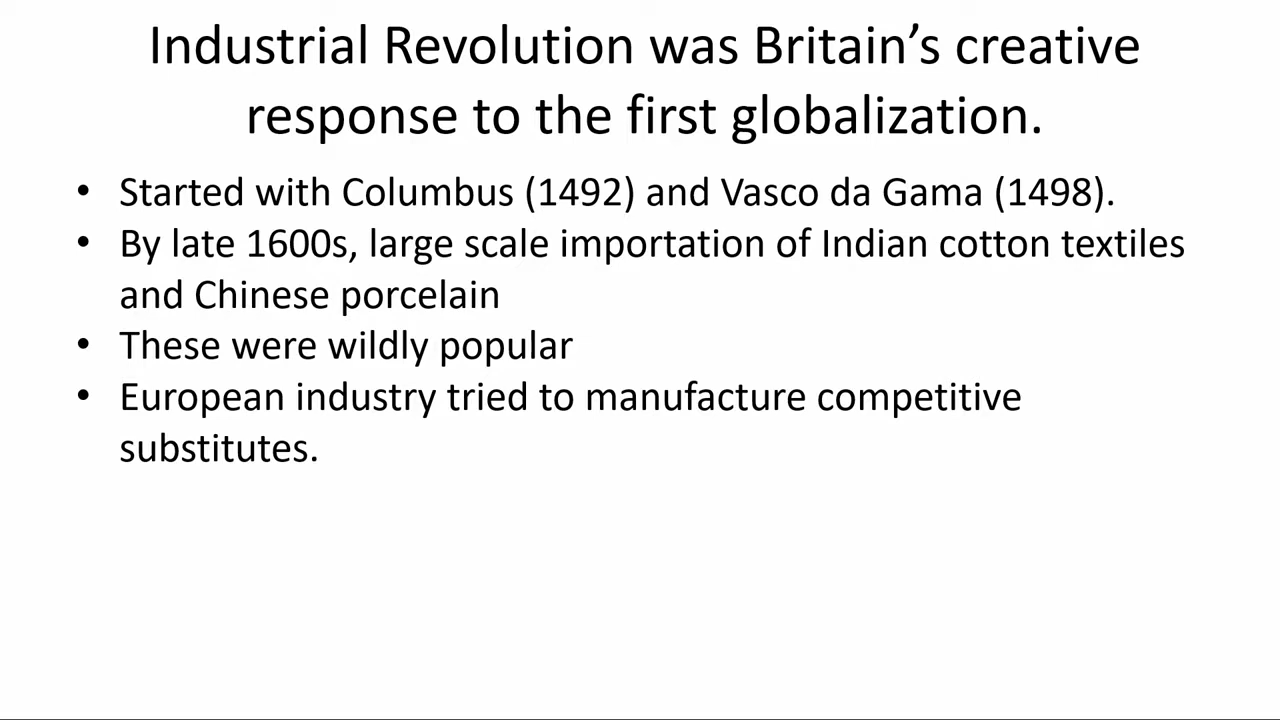 Industrial Revolution was Britain’s creative
response to the first globalization.
• Started with Columbus (1492) and Vasco da Gama (1498).
• By late 1600s, large scale importation of Indian cotton textiles
and Chinese porcelain
• These were wildly popular
• European industry tried to manufacture competitive
substitutes.